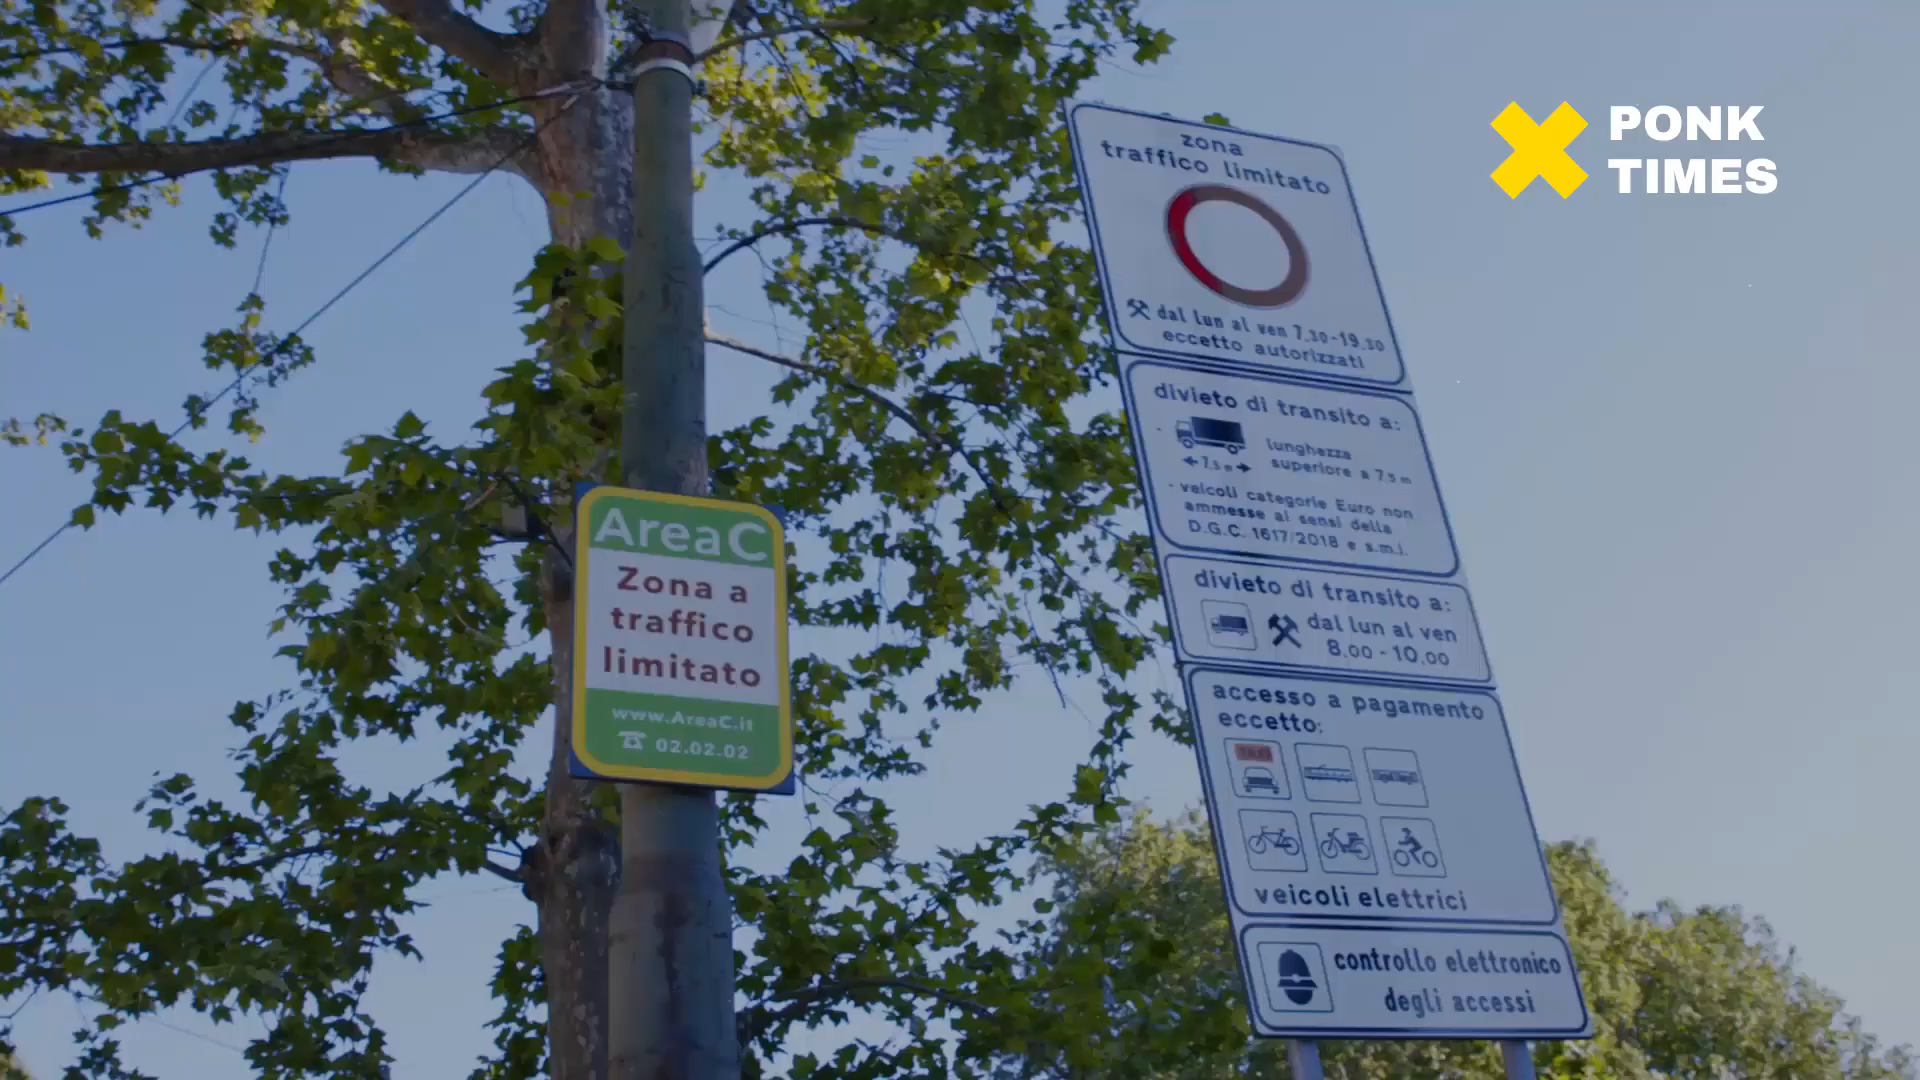 PONK
TIMES
zona
traffico limitato
dal lun al ven 7.30-19.30
eccetto autorizzati
divieto di transito a:
lunghezza
superiore a 7,5 m
7,5 m
- veicoli categorie Euro non
ammesse ai sensi della
D.G.C. 1617/2018 e s.m.i.
divieto di transito a:
dal lun al ven
8.00 - 10.00
accesso a pagamento
eccetto:
TAXI
veicoli elettrici
controllo elettronico
degli accessi
AreaC
Zona a
traffico
limitato
www.AreaC.it
02.02.02